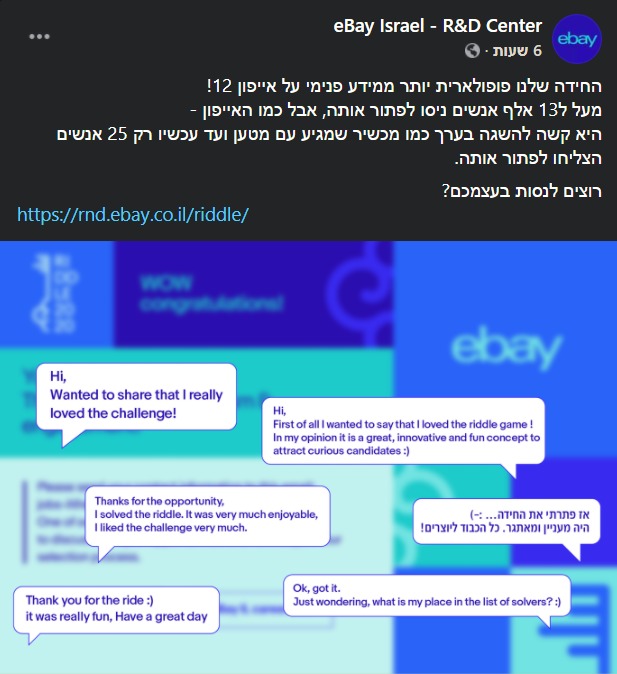 eBay Israel - R&D Center
6 שעות ·
החידה שלנו פופולארית יותר ממידע פנימי על אייפון 12!
מעל ל13 אלף אנשים ניסו לפתור אותה, אבל כמו האייפון -
היא קשה להשגה בערך כמו מכשיר שמגיע עם מטען ועד עכשיו רק 25 אנשים
הצליחו לפתור אותה.
רוצים לנסות בעצמכם?
https://rnd.ebay.co.il/riddle/
RI
DD
LE
20
20
WOW
congratulations!
ebay
Hi,
Wanted to share that I really
loved the challenge!
Hi,
First of all I wanted to say that I loved the riddle game !
In my opinion it is a great, innovative and fun concept to
attract curious candidates :)
Thanks for the opportunity,
I solved the riddle. It was very much enjoyable,
I liked the challenge very much.
אז פתרתי את החידה... :~)
היה מעניין ומאתגר. כל הכבוד ליוצרים!
Thank you for the ride :)
it was really fun, Have a great day
Ok, got it.
Just wondering, what is my place in the list of solvers? :)
ebay